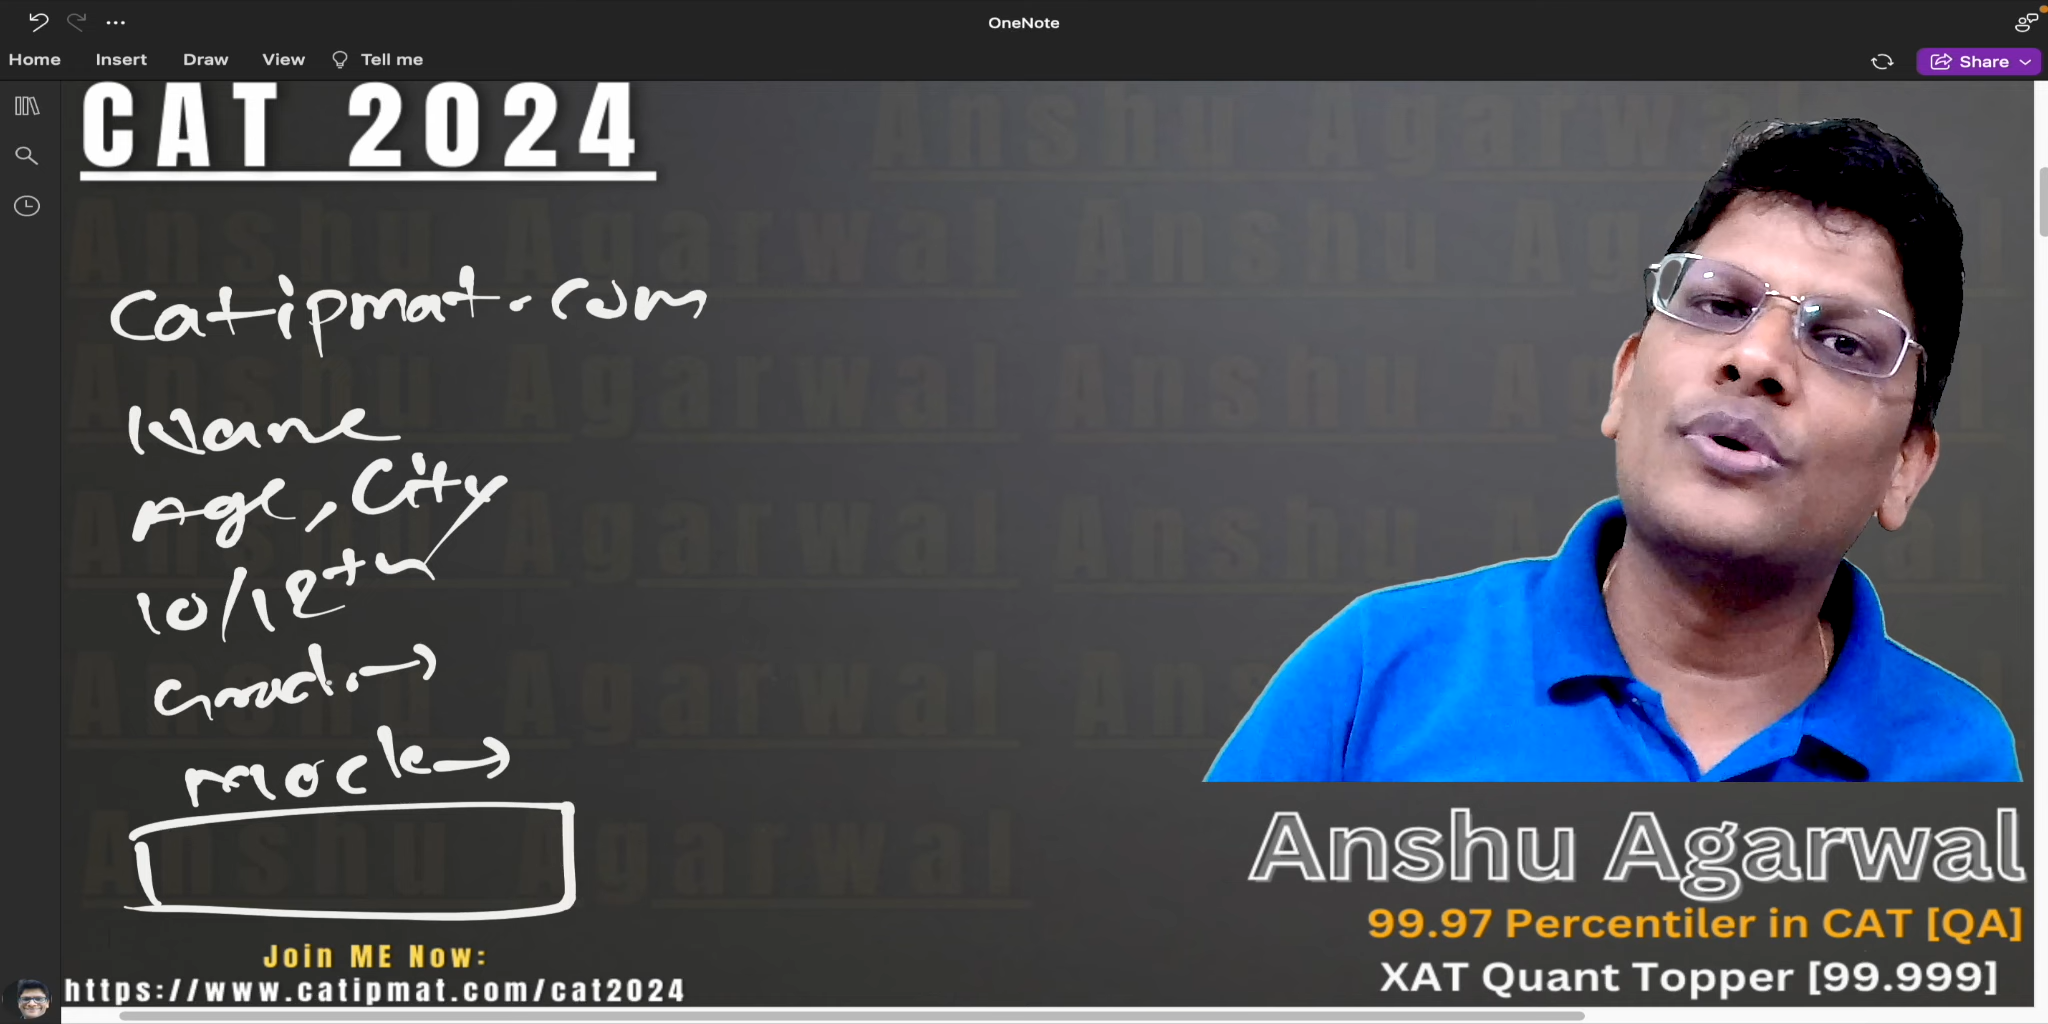 OneNote
Home Insert Draw View Tell me
Share
CAT 2024
Anshu Agarwal
Catipmat.com
Name
Age, City
10/12th
Grad. →
Mock →
Join ME Now:
https://www.catipmat.com/cat2024
Anshu Agarwal
99.97 Percentiler in CAT [QA]
XAT Quant Topper [99.999]